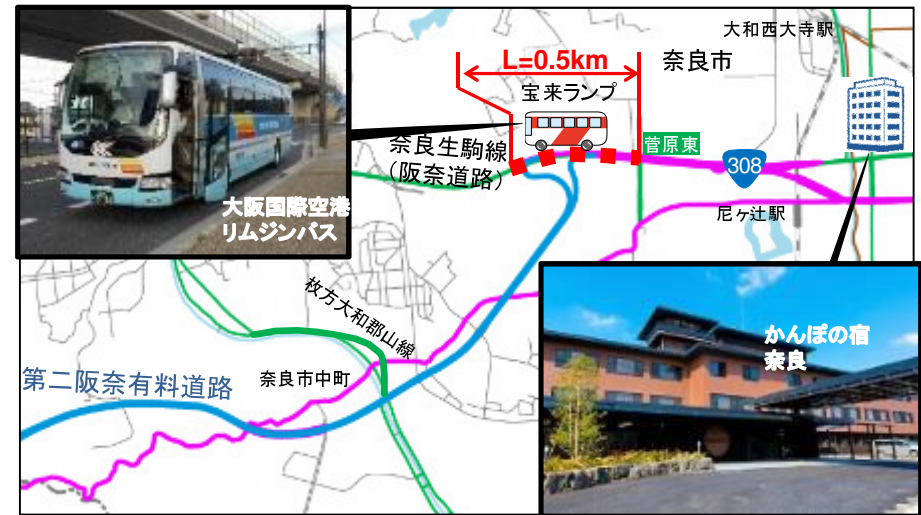 大和西大寺駅
L=0.5km
奈良市
宝来ランプ
奈良生駒線
(阪奈道路)
菅原東
308
尼ヶ辻駅
大阪国際空港
リムジンバス
枚方大和郡山線
かんぽの宿
奈良
奈良市中町
第二阪奈有料道路